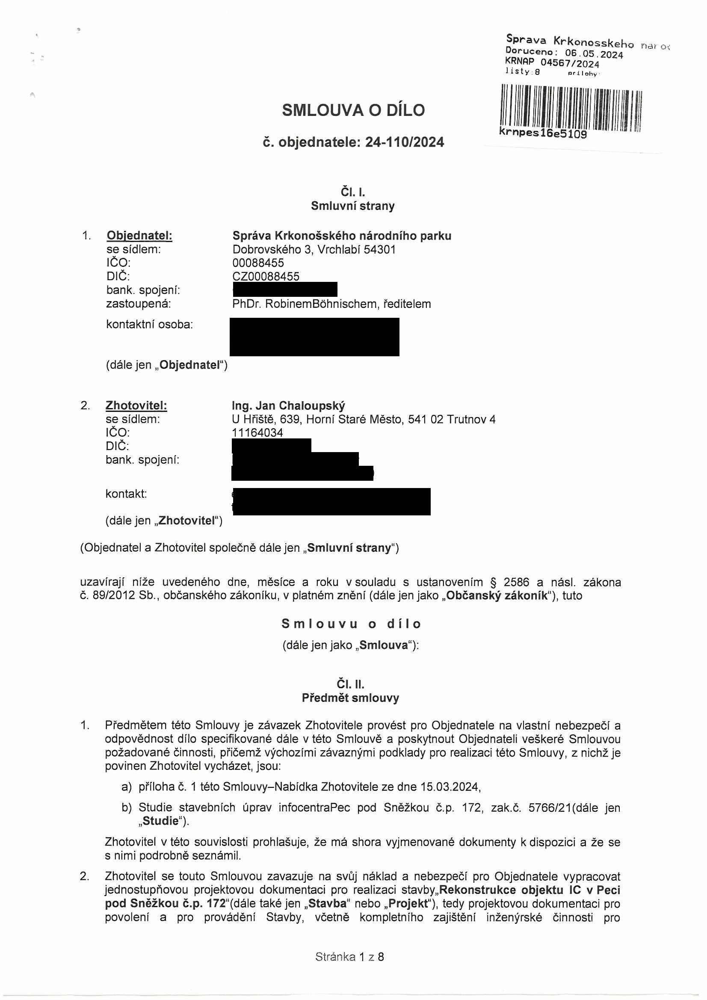 Sprava Krkonosskeho
Doruceno: 06.05.2024
KRNAP 04567/2024
listy:8 prilohy:
krnpes16e5109
SMLOUVA O DÍLO
č. objednatele: 24-110/2024
Čl. I.
Smluvní strany
1. Objednatel: Správa Krkonošského národního parku
se sídlem: Dobrovského 3, Vrchlabí 54301
IČO: 00088455
DIČ: CZ00088455
bank. spojení:
zastoupená: PhDr. RobinemBöhnischem, ředitelem
kontaktní osoba:
(dále jen „Objednatel“)
2. Zhotovitel: Ing. Jan Chaloupský
se sídlem: U Hřiště, 639, Horní Staré Město, 541 02 Trutnov 4
IČO: 11164034
DIČ:
bank. spojení:
kontakt:
(dále jen „Zhotovitel“)
(Objednatel a Zhotovitel společně dále jen „Smluvní strany“)
uzavírají níže uvedeného dne, měsíce a roku v souladu s ustanovením § 2586 a násl. zákona
č. 89/2012 Sb., občanského zákoníku, v platném znění (dále jen jako „Občanský zákoník“), tuto
Smlouvu o dílo
(dále jen jako „Smlouva“):
Čl. II.
Předmět smlouvy
1. Předmětem této Smlouvy je závazek Zhotovitele provést pro Objednatele na vlastní nebezpečí a
odpovědnost dílo specifikované dále v této Smlouvě a poskytnout Objednateli veškeré Smlouvou
požadované činnosti, přičemž výchozími závaznými podklady pro realizaci této Smlouvy, z nichž je
povinen Zhotovitel vycházet, jsou:
a) příloha č. 1 této Smlouvy–Nabídka Zhotovitele ze dne 15.03.2024,
b) Studie stavebních úprav infocentraPec pod Sněžkou č.p. 172, zak.č. 5766/21(dále jen
„Studie“).
Zhotovitel v této souvislosti prohlašuje, že má shora vyjmenované dokumenty k dispozici a že se
s nimi podrobně seznámil.
2. Zhotovitel se touto Smlouvou zavazuje na svůj náklad a nebezpečí pro Objednatele vypracovat
jednostupňovou projektovou dokumentaci pro realizaci stavby„Rekonstrukce objektu IC v Peci
pod Sněžkou č.p. 172“(dále také jen „Stavba“ nebo „Projekt“), tedy projektovou dokumentaci pro
povolení a pro provádění Stavby, včetně kompletního zajištění inženýrské činnosti pro
Stránka 1 z 8